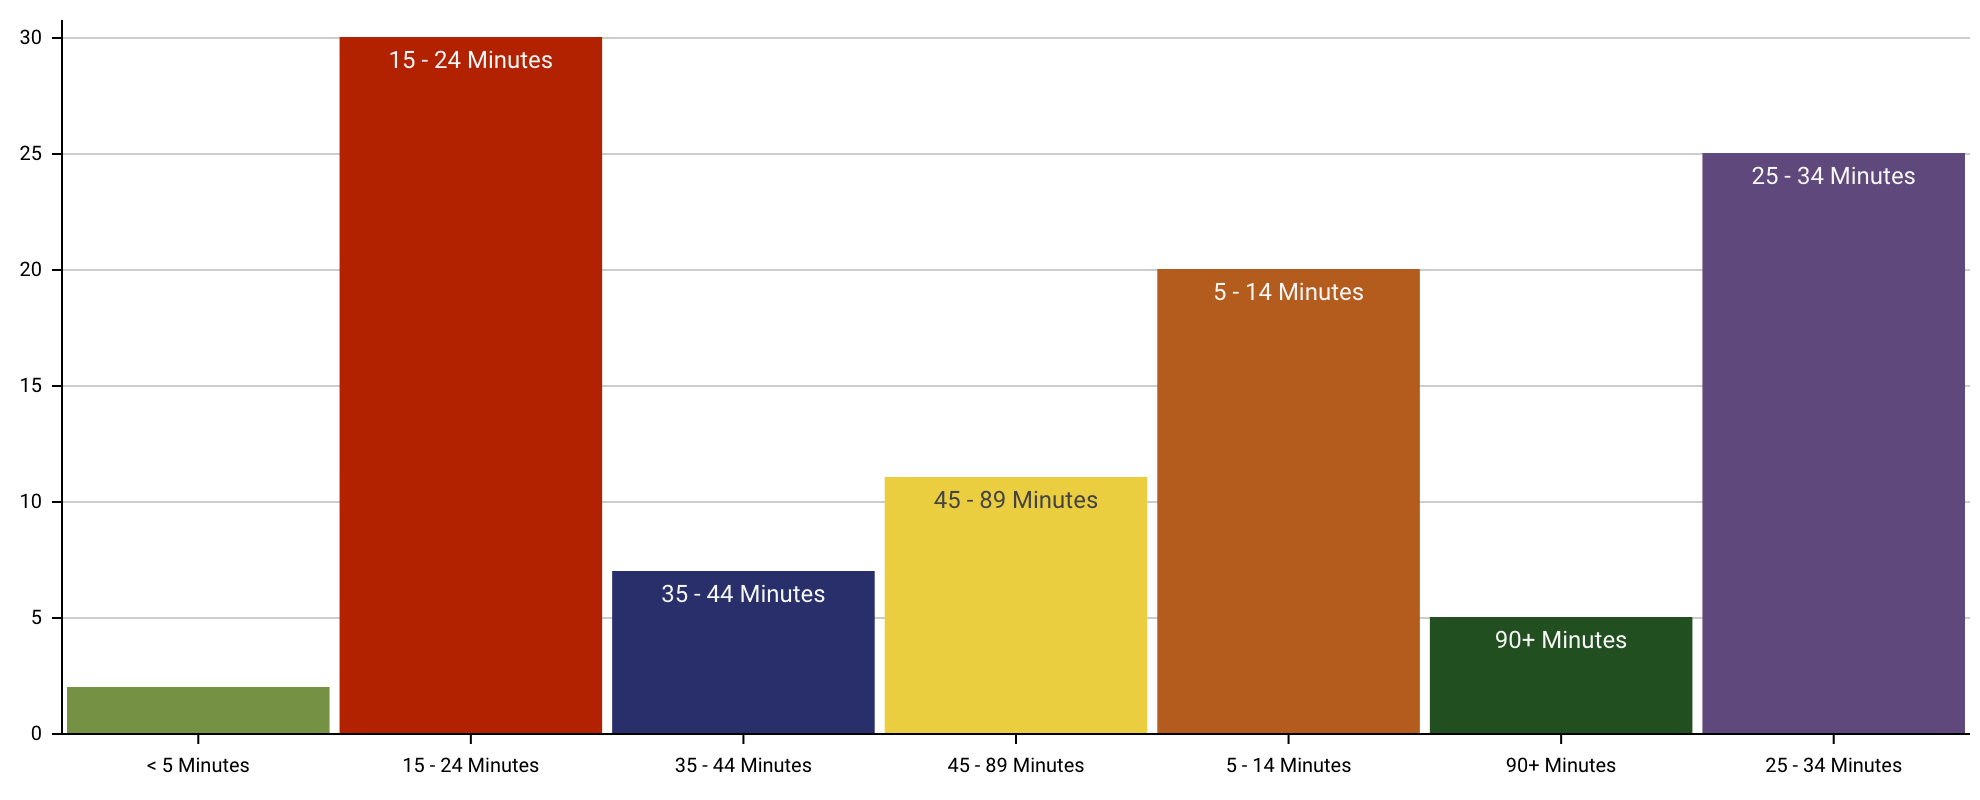 30
25
20
15
10
5
0
15 - 24 Minutes
25 - 34 Minutes
5 - 14 Minutes
45 - 89 Minutes
35 - 44 Minutes
90+ Minutes
< 5 Minutes
15 - 24 Minutes
35 - 44 Minutes
45 - 89 Minutes
5 - 14 Minutes
90+ Minutes
25 - 34 Minutes